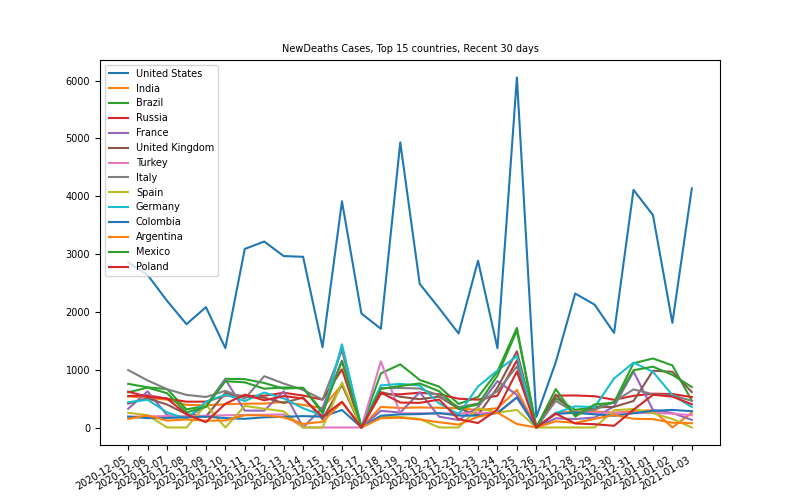 NewDeaths Cases, Top 15 countries, Recent 30 days
6000
5000
4000
3000
2000
1000
0
United States
India
Brazil
Russia
France
United Kingdom
Turkey
Italy
Spain
Germany
Colombia
Argentina
Mexico
Poland
2020-12-05
2020-12-06
2020-12-07
2020-12-08
2020-12-09
2020-12-10
2020-12-11
2020-12-12
2020-12-13
2020-12-14
2020-12-15
2020-12-16
2020-12-17
2020-12-18
2020-12-19
2020-12-20
2020-12-21
2020-12-22
2020-12-23
2020-12-24
2020-12-25
2020-12-26
2020-12-27
2020-12-28
2020-12-29
2020-12-30
2020-12-31
2021-01-01
2021-01-02
2021-01-03